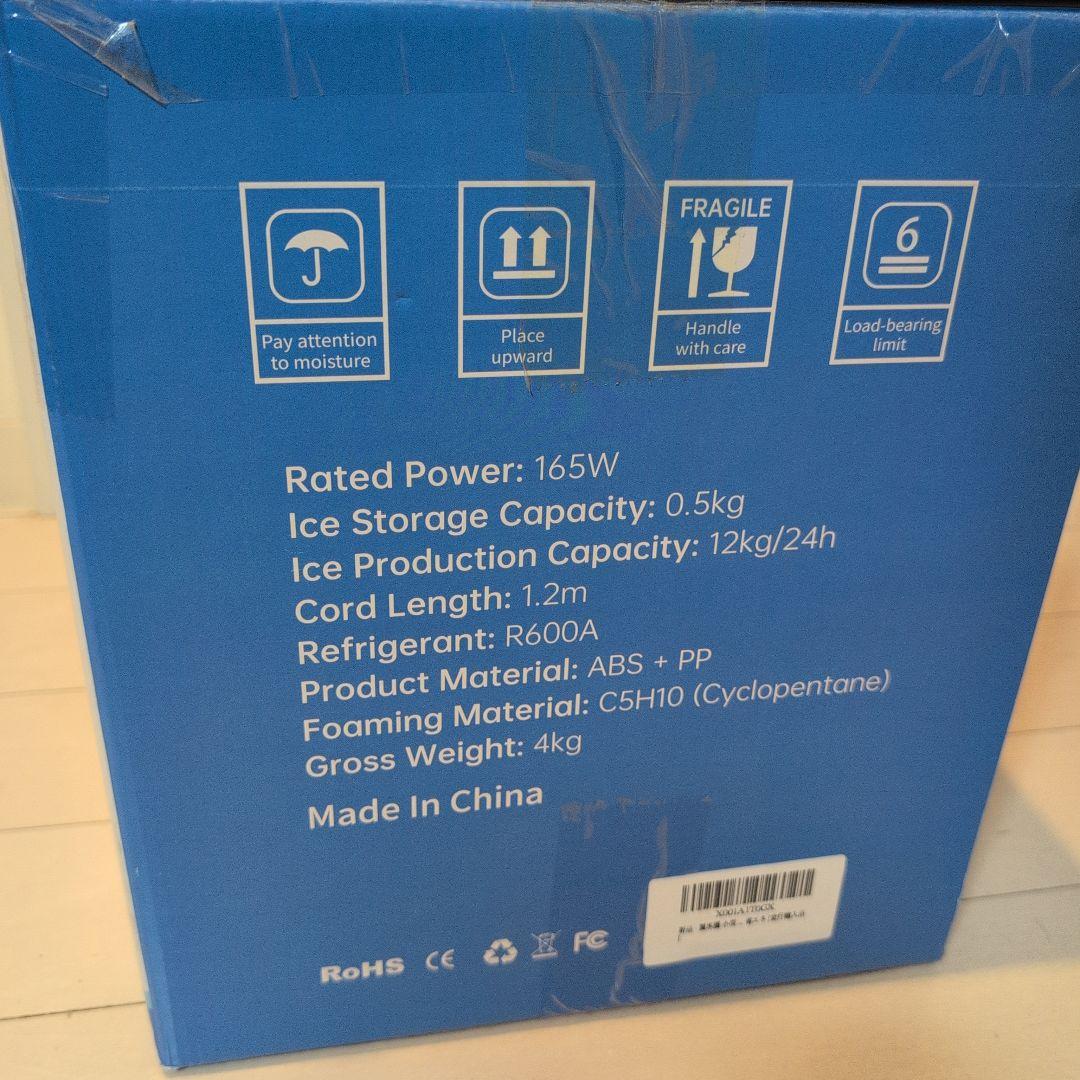 Pay attention
to moisture
Place
upward
FRAGILE
Handle
with care
6
Load-bearing
limit
Rated Power: 165W
Ice Storage Capacity: 0.5kg
Ice Production Capacity: 12kg/24h
Cord Length: 1.2m
Refrigerant: R600A
Product Material: ABS + PP
Foaming Material: C5H10 (Cyclopentane)
Gross Weight: 4kg
Made In China
RoHS CE FC